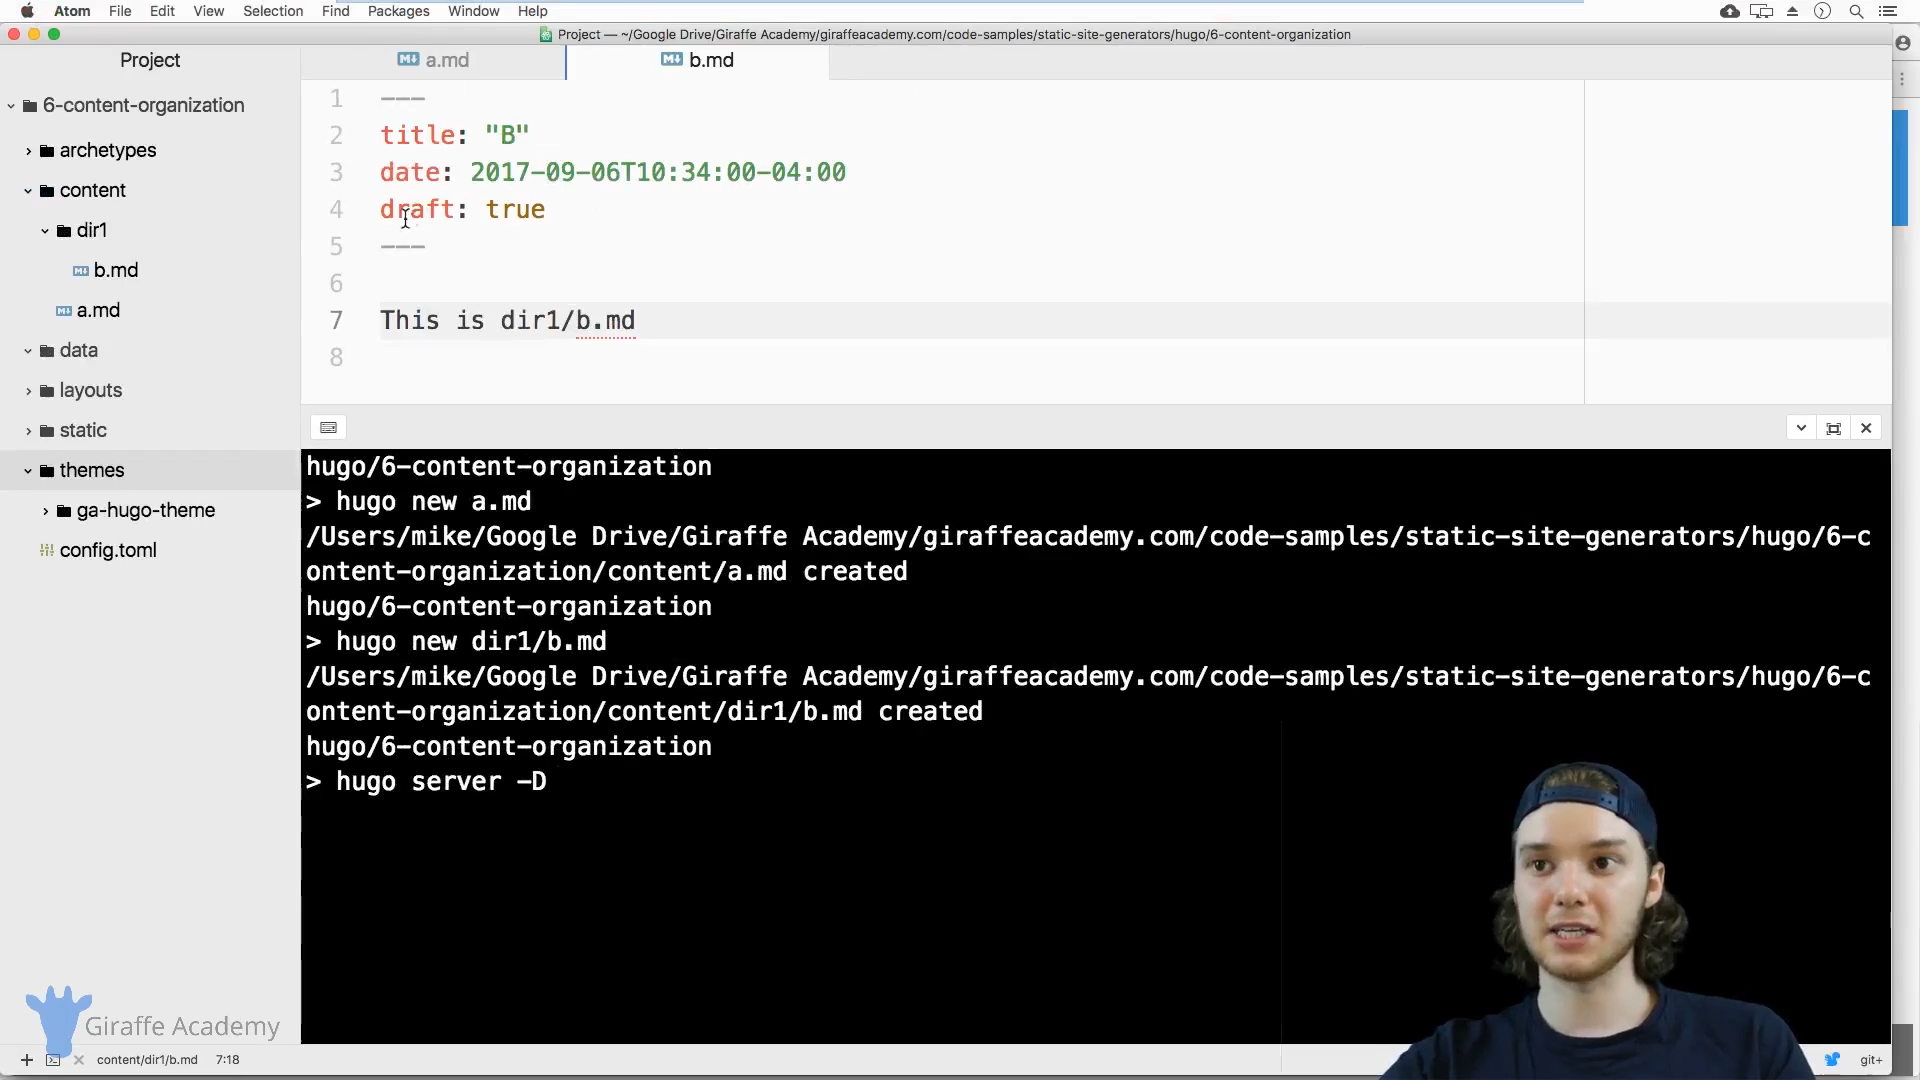 Atom File Edit View Selection Find Packages Window Help
Project — ~/Google Drive/Giraffe Academy/giraffeacademy.com/code-samples/static-site-generators/hugo/6-content-organization
Project
a.md
b.md
6-content-organization
archetypes
content
dir1
b.md
a.md
data
layouts
static
themes
ga-hugo-theme
config.toml
1 ---
2 title: "B"
3 date: 2017-09-06T10:34:00-04:00
4 draft: true
5 ---
6
7 This is dir1/b.md
8
hugo/6-content-organization
> hugo new a.md
/Users/mike/Google Drive/Giraffe Academy/giraffeacademy.com/code-samples/static-site-generators/hugo/6-c
ontent-organization/content/a.md created
hugo/6-content-organization
> hugo new dir1/b.md
/Users/mike/Google Drive/Giraffe Academy/giraffeacademy.com/code-samples/static-site-generators/hugo/6-c
ontent-organization/content/dir1/b.md created
hugo/6-content-organization
> hugo server -D
Giraffe Academy
content/dir1/b.md 7:18
git+